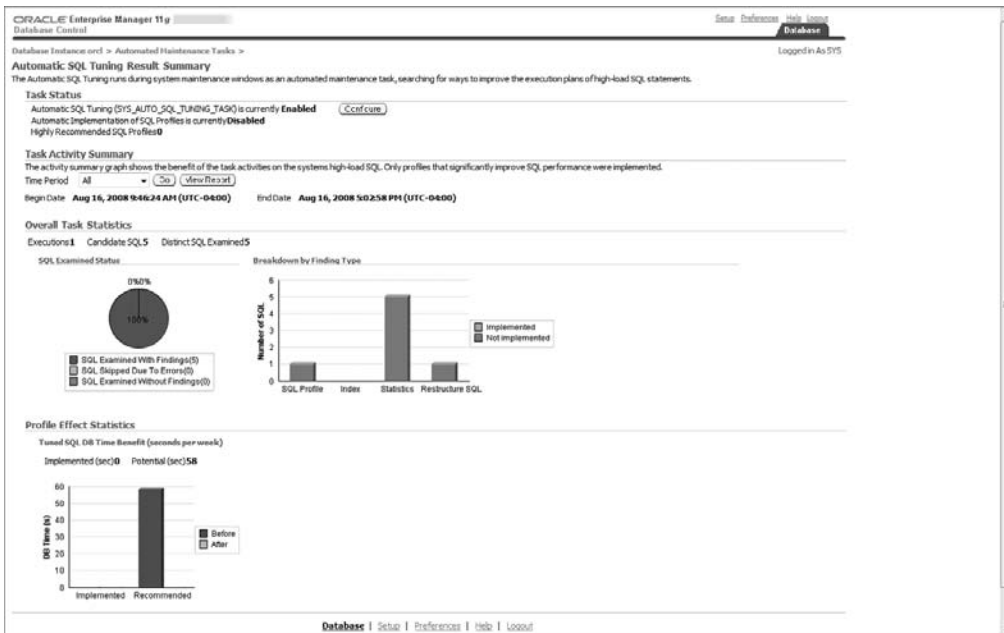 ORACLE Enterprise Manager 11g
Database Control
Setup Preferences Help Logout
Database
Database Instance: orcl > Automated Maintenance Tasks >
Logged in As SYS
Automatic SQL Tuning Result Summary
The Automatic SQL Tuning runs during system maintenance windows as an automated maintenance task, searching for ways to improve the execution plans of high-load SQL statements.
Task Status
Automatic SQL Tuning (SYS_AUTO_SQL_TUNING_TASK) is currently Enabled Configure
Automatic Implementation of SQL Profiles is currently Disabled
Highly Recommended SQL Profiles 0
Task Activity Summary
The activity summary graph shows the benefit of the task activities on the systems high-load SQL. Only profiles that significantly improve SQL performance were implemented.
Time Period All Go View Report
Begin Date Aug 16, 2008 9:46:24 AM (UTC-04:00) End Date Aug 16, 2008 5:02:58 PM (UTC-04:00)
Overall Task Statistics
Executions 1 Candidate SQL 5 Distinct SQL Examined 5
SQL Examined Status
0%0%
100%
SQL Examined With Findings(5)
SQL Skipped Due To Errors(0)
SQL Examined Without Findings(0)
Breakdown by Finding Type
Number of SQL
6
5
4
3
2
1
0
SQL Profile Index Statistics Restructure SQL
Implemented
Not implemented
Profile Effect Statistics
Tuned SQL DB Time Benefit (seconds per week)
Implemented (sec) 0 Potential (sec) 58
DB Time (s)
60
50
40
30
20
10
0
Implemented Recommended
Before
After
Database | Setup | Preferences | Help | Logout